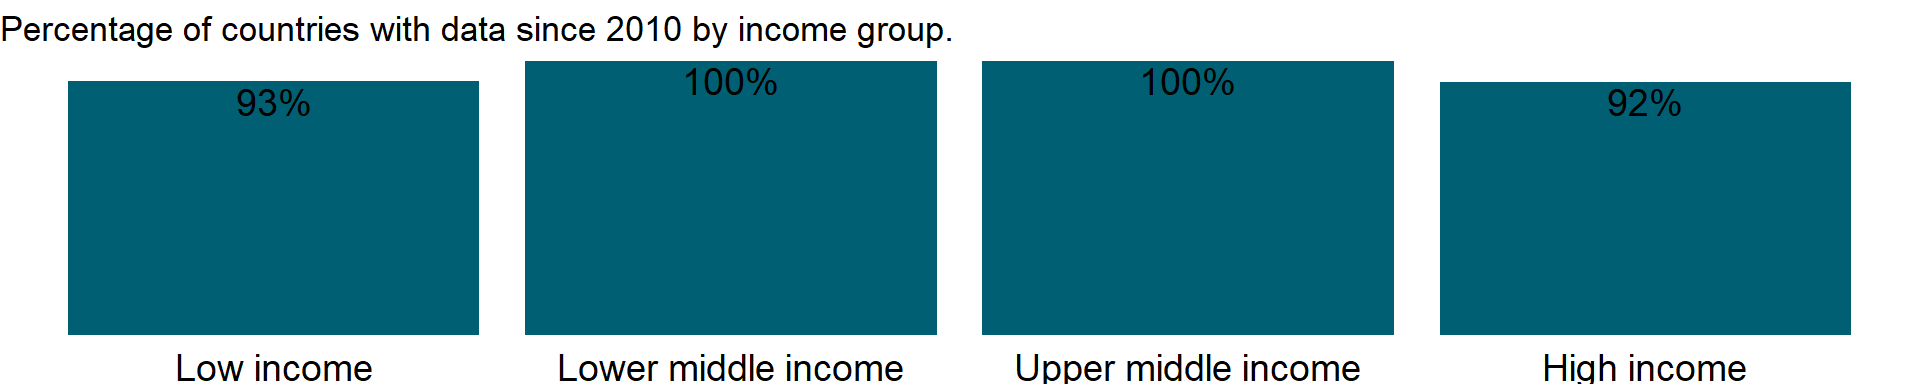 Percentage of countries with data since 2010 by income group.
93% 100% 100% 92%
Low income Lower middle income Upper middle income High income